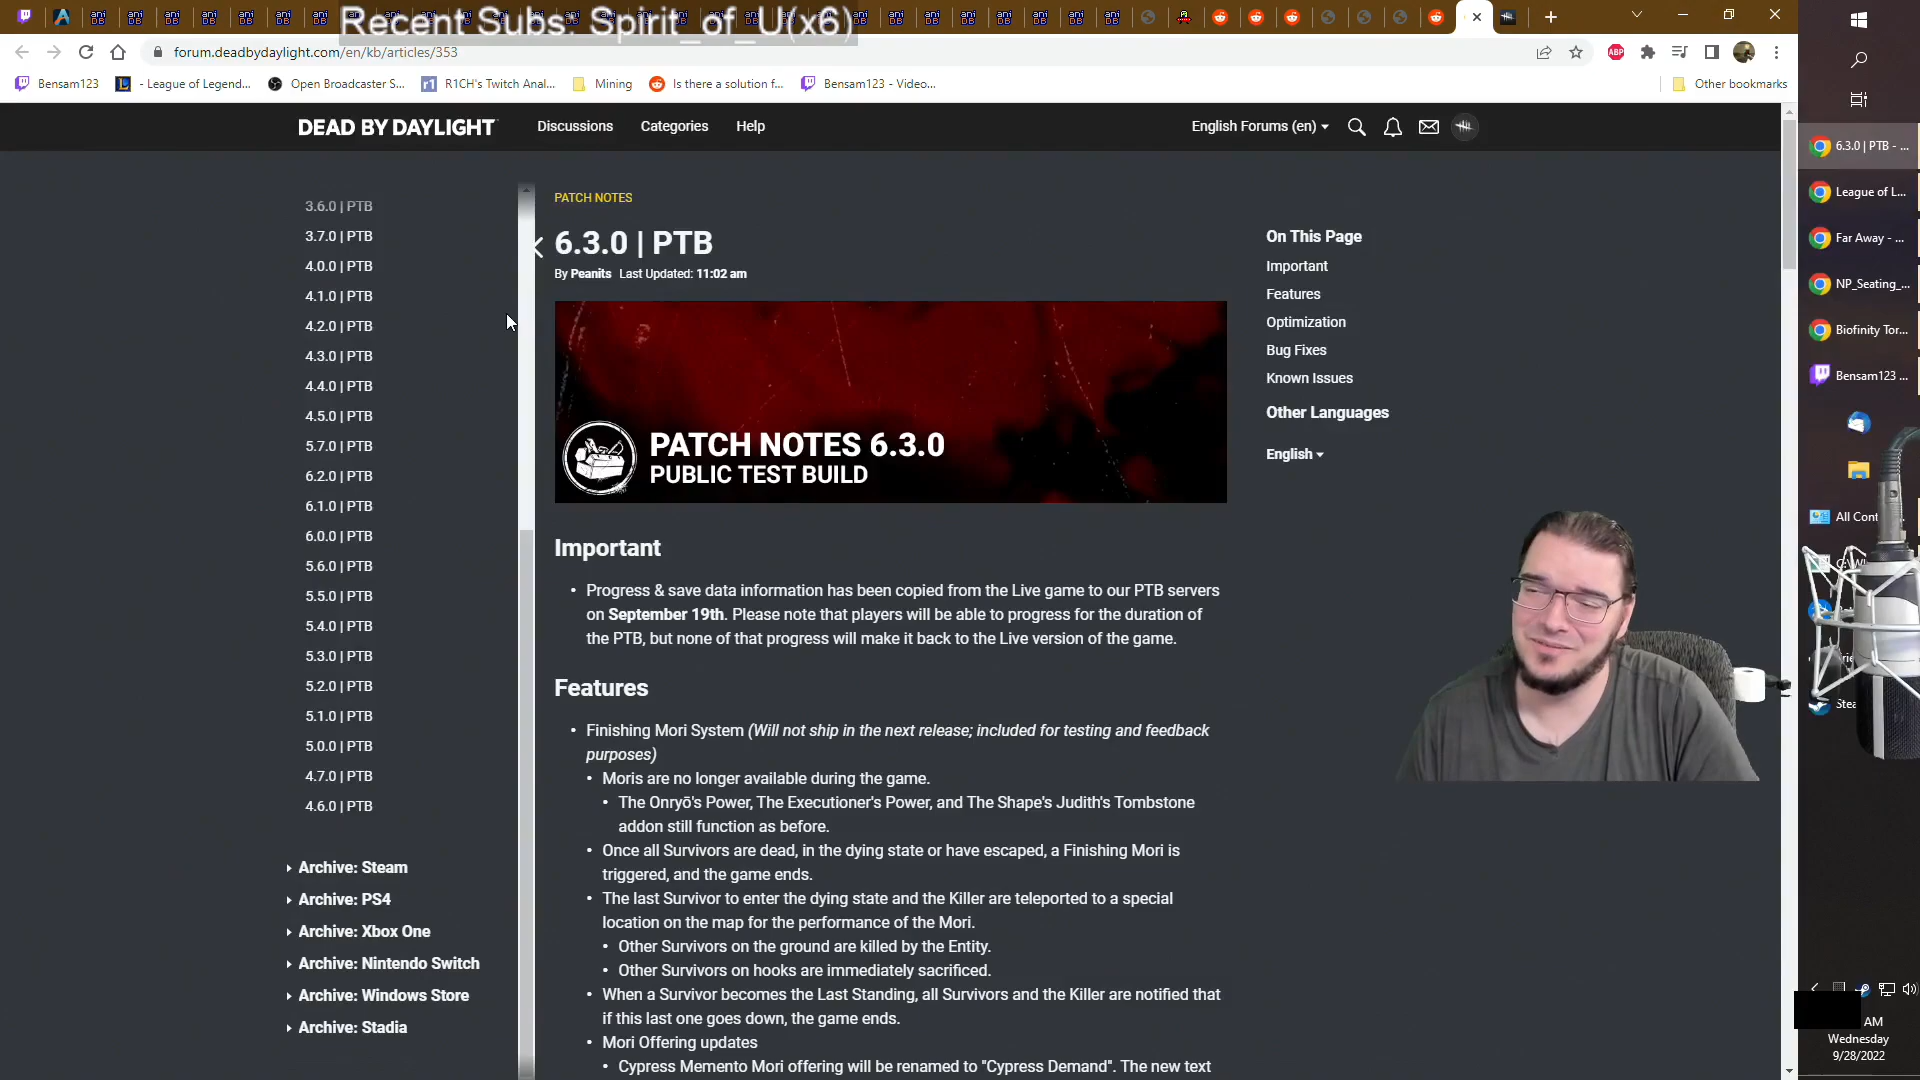 Recent Subs: Spirit_of_U(x6)
forum.deadbydaylight.com/en/kb/articles/353
Bensam123
- League of Legend...
Open Broadcaster S...
R1CH's Twitch Anal...
Mining
Is there a solution f...
Bensam123 - Video...
Other bookmarks
DEAD BY DAYLIGHT
Discussions
Categories
Help
English Forums (en)
3.6.0 | PTB
3.7.0 | PTB
4.0.0 | PTB
4.1.0 | PTB
4.2.0 | PTB
4.3.0 | PTB
4.4.0 | PTB
4.5.0 | PTB
5.7.0 | PTB
6.2.0 | PTB
6.1.0 | PTB
6.0.0 | PTB
5.6.0 | PTB
5.5.0 | PTB
5.4.0 | PTB
5.3.0 | PTB
5.2.0 | PTB
5.1.0 | PTB
5.0.0 | PTB
4.7.0 | PTB
4.6.0 | PTB
Archive: Steam
Archive: PS4
Archive: Xbox One
Archive: Nintendo Switch
Archive: Windows Store
Archive: Stadia
PATCH NOTES
6.3.0 | PTB
By Peanits Last Updated: 11:02 am
PATCH NOTES 6.3.0
PUBLIC TEST BUILD
Important
• Progress & save data information has been copied from the Live game to our PTB servers
on September 19th. Please note that players will be able to progress for the duration of
the PTB, but none of that progress will make it back to the Live version of the game.
Features
• Finishing Mori System (Will not ship in the next release; included for testing and feedback
purposes)
• Moris are no longer available during the game.
• The Onryō's Power, The Executioner's Power, and The Shape's Judith's Tombstone
addon still function as before.
• Once all Survivors are dead, in the dying state or have escaped, a Finishing Mori is
triggered, and the game ends.
• The last Survivor to enter the dying state and the Killer are teleported to a special
location on the map for the performance of the Mori.
• Other Survivors on the ground are killed by the Entity.
• Other Survivors on hooks are immediately sacrificed.
• When a Survivor becomes the Last Standing, all Survivors and the Killer are notified that
if this last one goes down, the game ends.
• Mori Offering updates
• Cypress Memento Mori offering will be renamed to "Cypress Demand". The new text
On This Page
Important
Features
Optimization
Bug Fixes
Known Issues
Other Languages
English
6.3.0 | PTB - ...
League of L...
Far Away - ...
NP_Seating_...
Biofinity Tor...
Bensam123 ...
All Cont
Stea
AM
Wednesday
9/28/2022